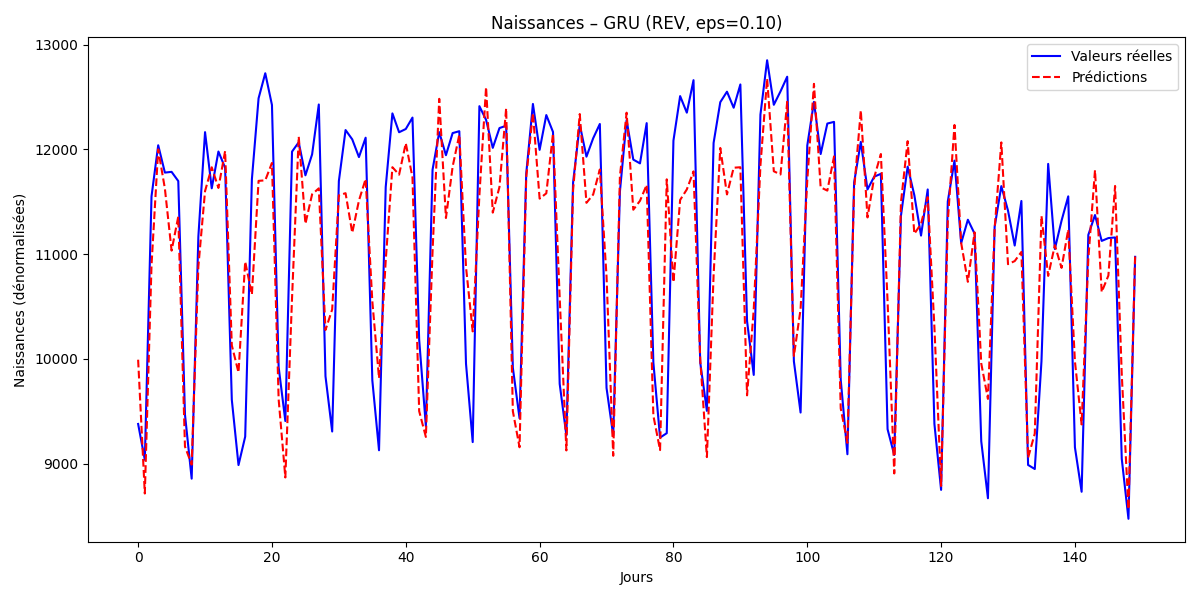 Naissances – GRU (REV, eps=0.10)
Valeurs réelles
Prédictions
Naissances (dénormalisées)
13000
12000
11000
10000
9000
0 20 40 60 80 100 120 140
Jours